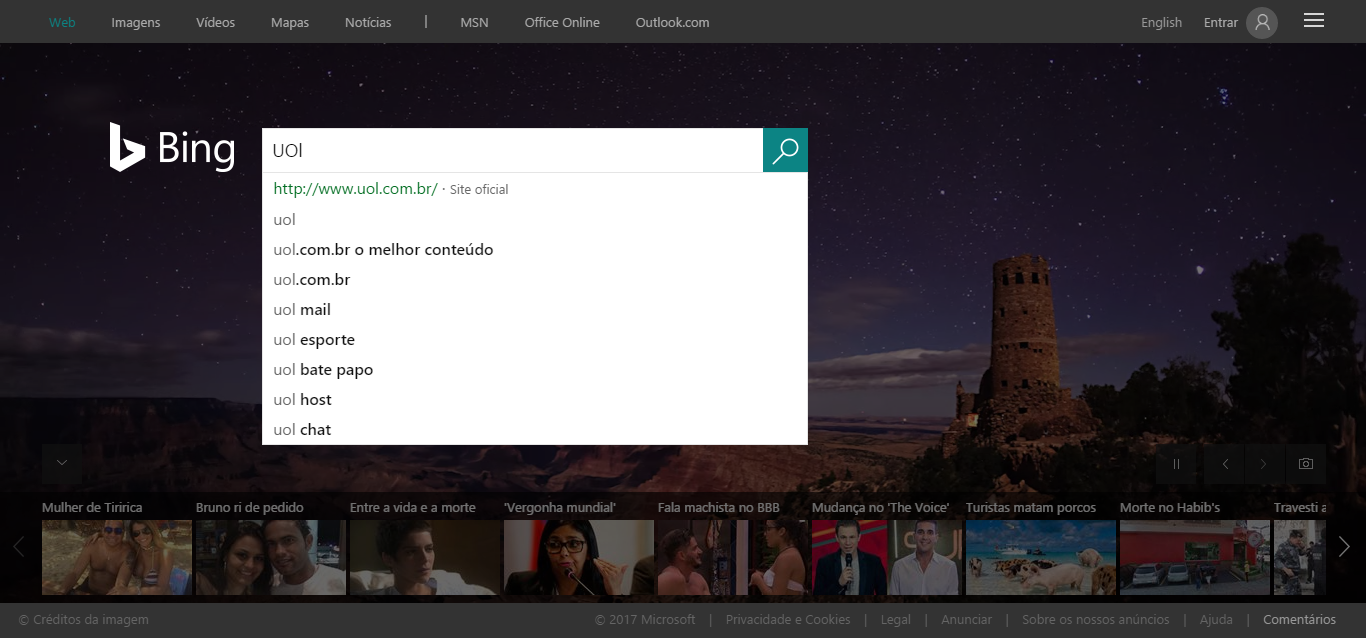 Web Imagens Vídeos Mapas Notícias | MSN Office Online Outlook.com English Entrar
Bing
UOl
http://www.uol.com.br/ · Site oficial
uol
uol.com.br o melhor conteúdo
uol.com.br
uol mail
uol esporte
uol bate papo
uol host
uol chat
Mulher de Tiririca Bruno ri de pedido Entre a vida e a morte 'Vergonha mundial' Fala machista no BBB Mudança no 'The Voice' Turistas matam porcos Morte no Habib's Travesti a
© Créditos da imagem © 2017 Microsoft | Privacidade e Cookies | Legal | Anunciar | Sobre os nossos anúncios | Ajuda | Comentários